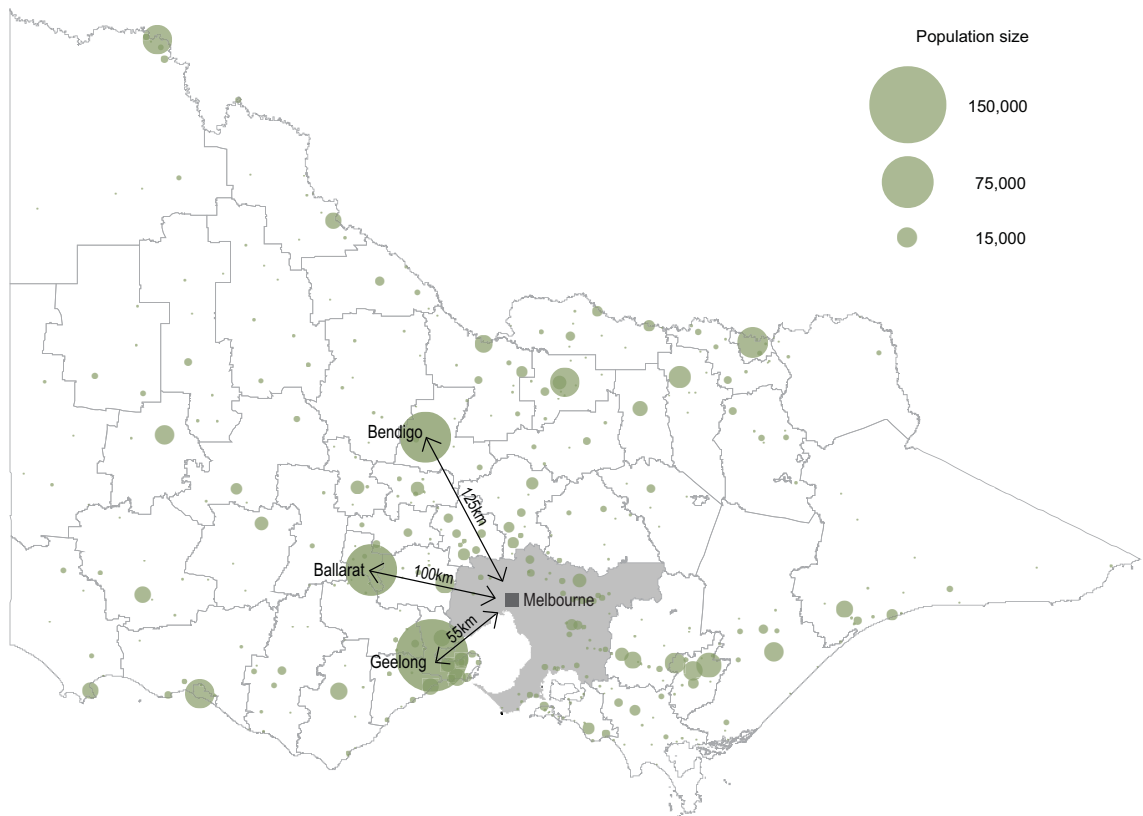 Population size
150,000
75,000
15,000
Bendigo
125km
Ballarat
100km
Melbourne
55km
Geelong